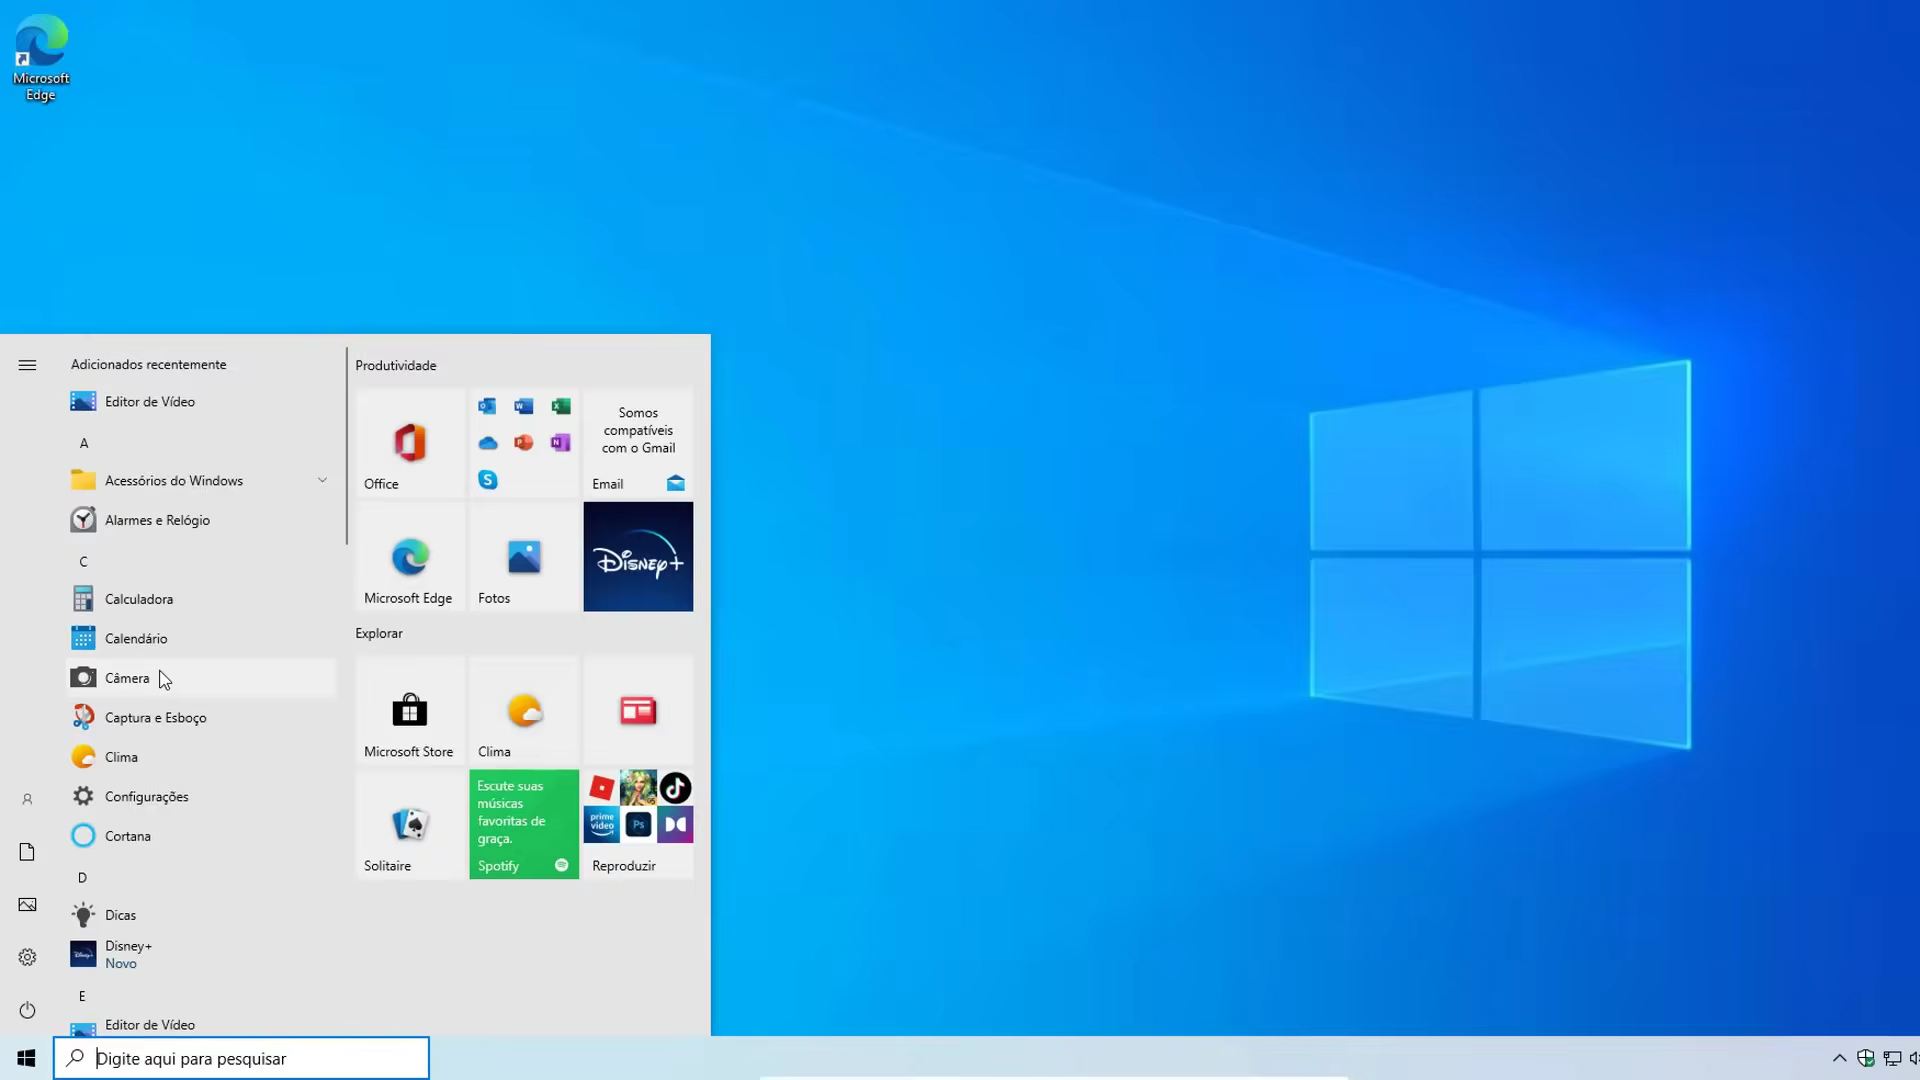 Microsoft
Edge
Adicionados recentemente
Editor de Vídeo
A
Acessórios do Windows
Alarmes e Relógio
C
Calculadora
Calendário
Câmera
Captura e Esboço
Clima
Configurações
Cortana
D
Dicas
Disney+
Novo
E
Editor de Vídeo
Produtividade
Office
Somos
compatíveis
com o Gmail
Email
Microsoft Edge
Fotos
Disney+
Explorar
Microsoft Store
Clima
Solitaire
Escute suas
músicas
favoritas de
graça.
Spotify
prime
video
Ps
Reproduzir
Digite aqui para pesquisar